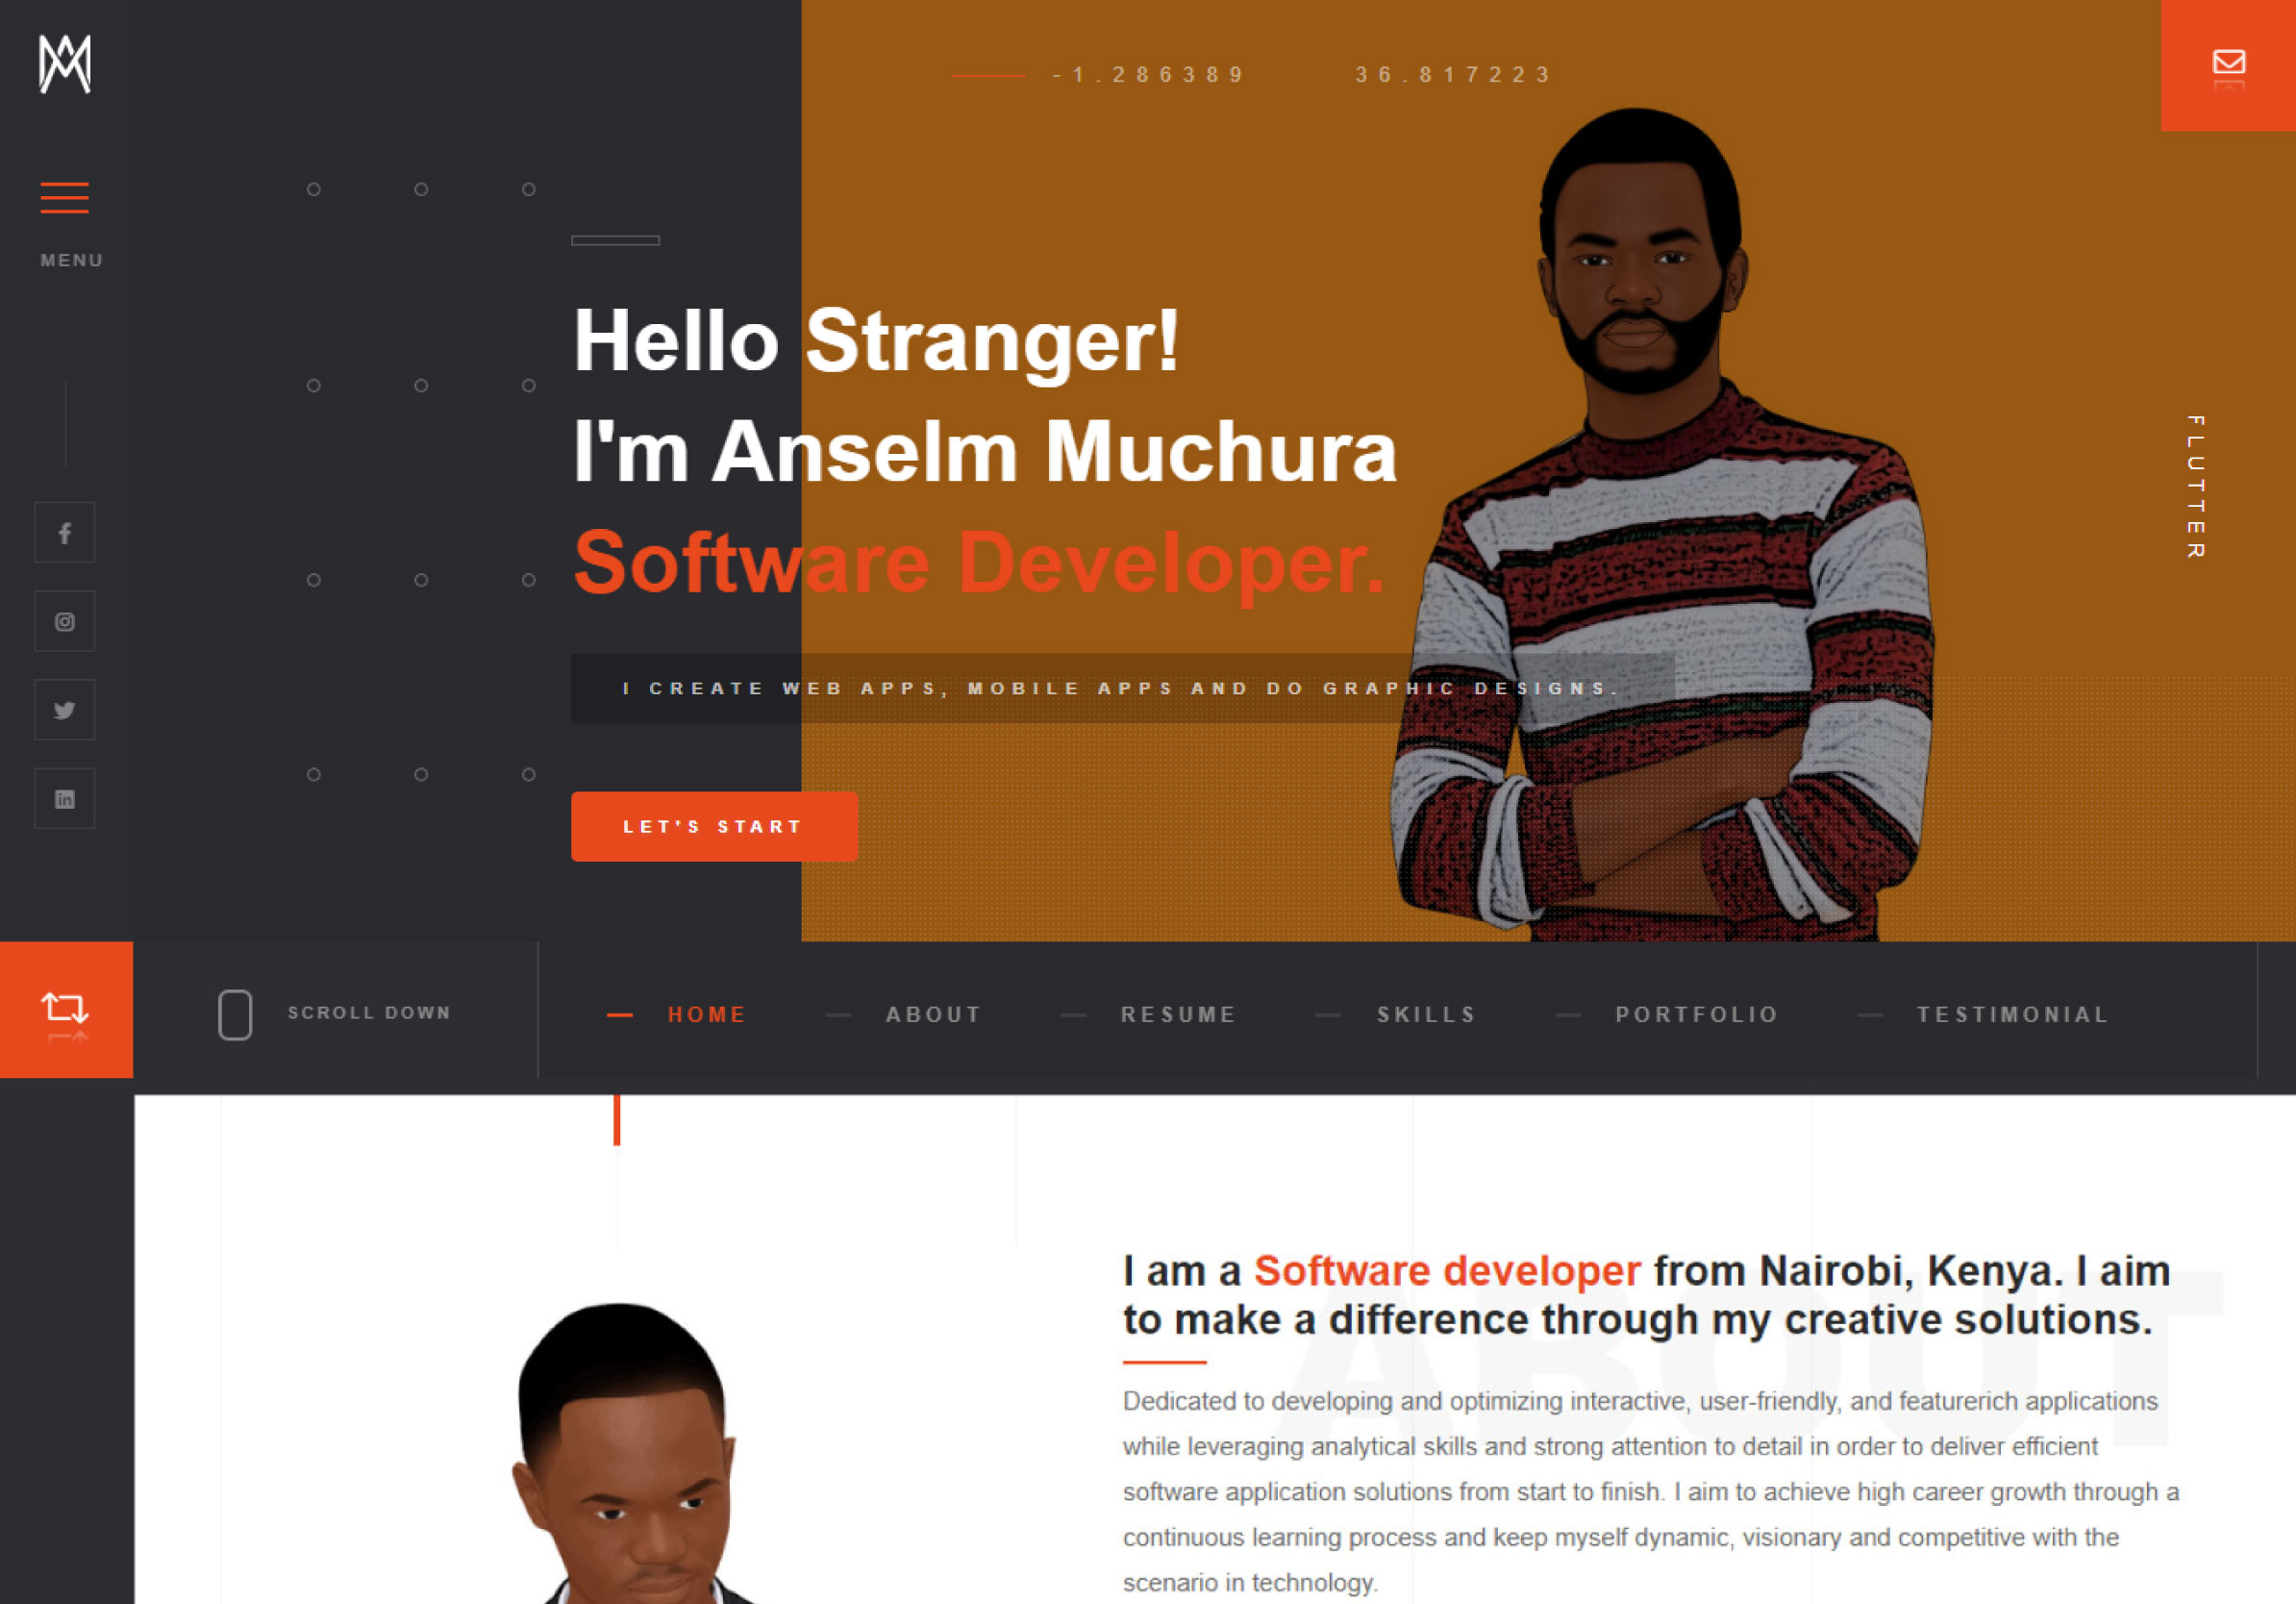 -1.286389 36.817223
MENU
Hello Stranger!
I'm Anselm Muchura
Software Developer.
FLUTTER
I CREATE WEB APPS, MOBILE APPS AND DO GRAPHIC DESIGNS.
LET'S START
SCROLL DOWN
HOME
ABOUT
RESUME
SKILLS
PORTFOLIO
TESTIMONIAL
ABOUT
I am a Software developer from Nairobi, Kenya. I aim
to make a difference through my creative solutions.
Dedicated to developing and optimizing interactive, user-friendly, and featurerich applications
while leveraging analytical skills and strong attention to detail in order to deliver efficient
software application solutions from start to finish. I aim to achieve high career growth through a
continuous learning process and keep myself dynamic, visionary and competitive with the
scenario in technology.